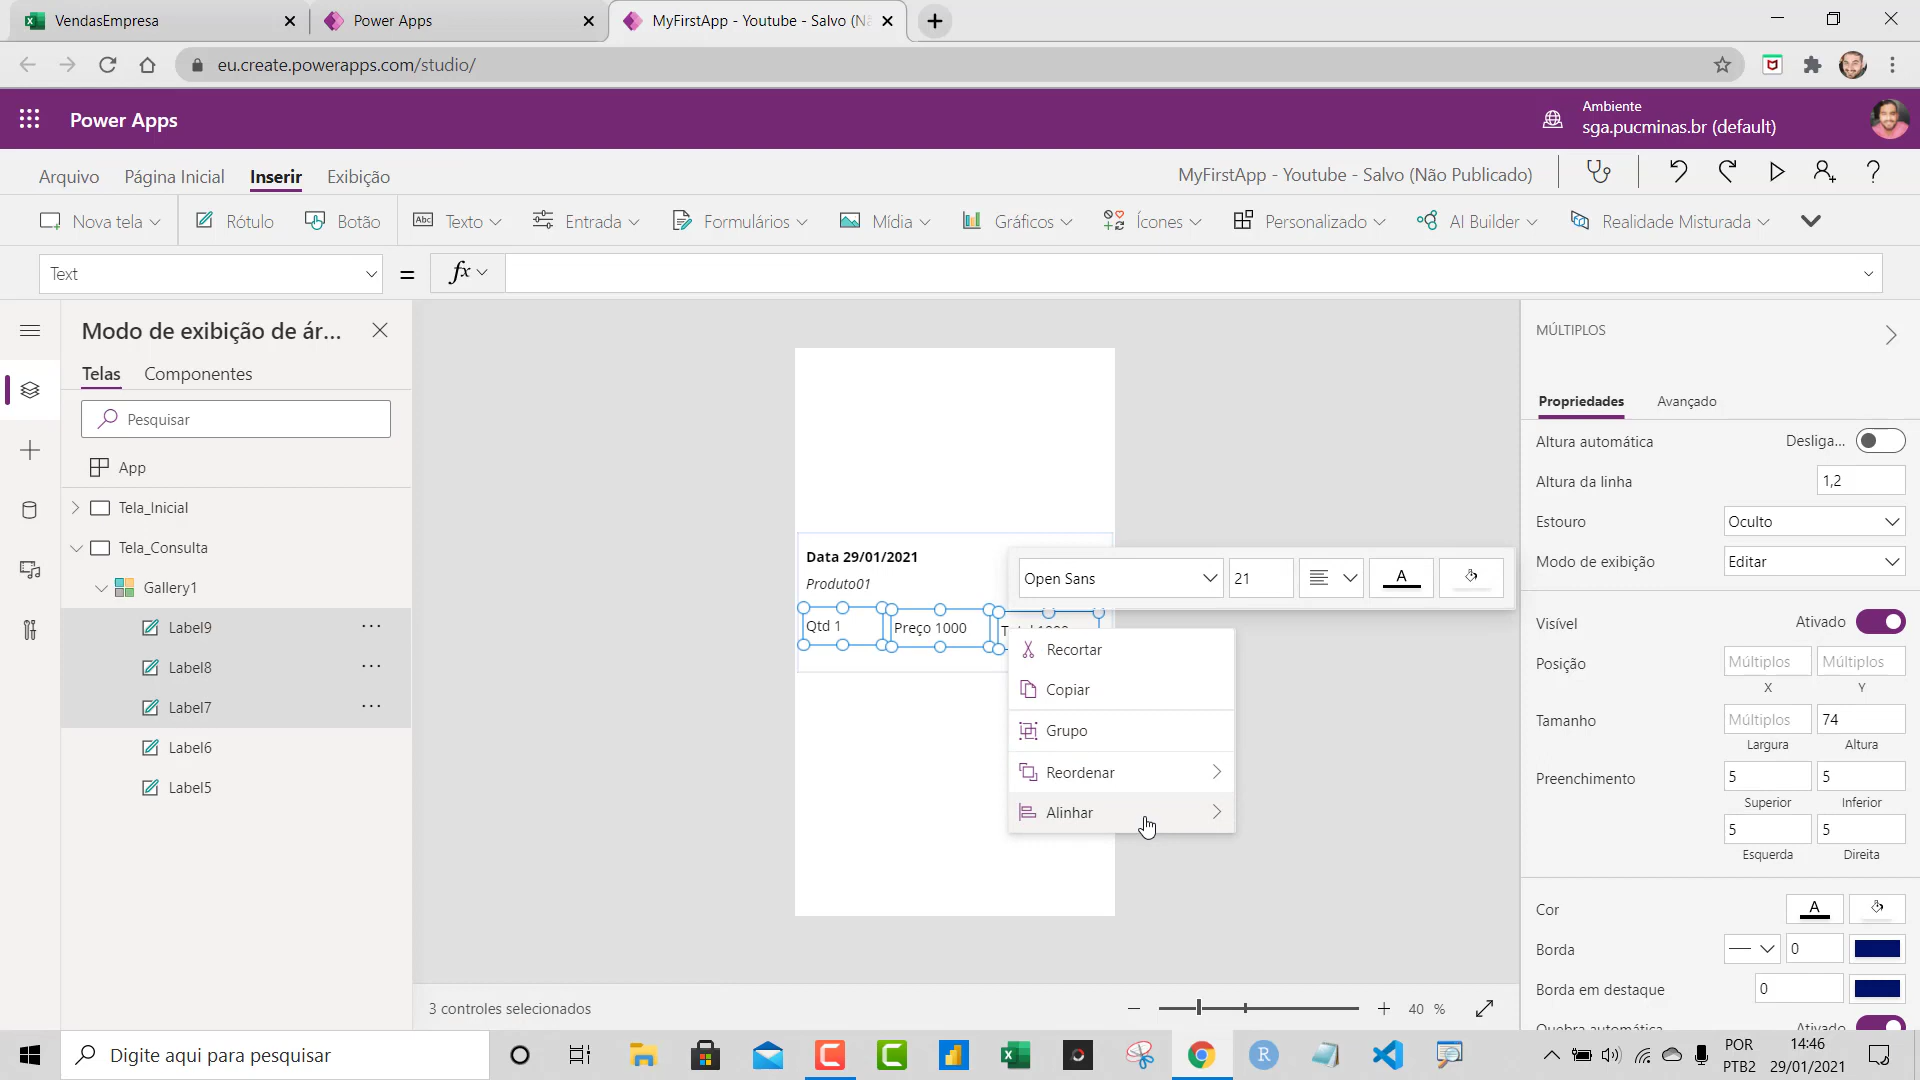 VendasEmpresa
Power Apps
MyFirstApp - Youtube - Salvo (Nã
eu.create.powerapps.com/studio/
Power Apps
Ambiente
sga.pucminas.br (default)
Arquivo
Página Inicial
Inserir
Exibição
MyFirstApp - Youtube - Salvo (Não Publicado)
Nova tela
Rótulo
Botão
Abc Texto
Entrada
Formulários
Mídia
Gráficos
Ícones
Personalizado
AI Builder
Realidade Misturada
Text
=
fx
Modo de exibição de ár...
Telas
Componentes
Pesquisar
App
Tela_Inicial
Tela_Consulta
Gallery1
Label9
Label8
Label7
Label6
Label5
Data 29/01/2021
Produto01
Qtd 1
Preço 1000
Total 1000
Open Sans
21
A
Recortar
Copiar
Grupo
Reordenar
Alinhar
3 controles selecionados
40 %
MÚLTIPLOS
Propriedades
Avançado
Altura automática
Desliga...
Altura da linha
1,2
Estouro
Oculto
Modo de exibição
Editar
Visível
Ativado
Posição
Múltiplos
Múltiplos
X
Y
Tamanho
Múltiplos
74
Largura
Altura
Preenchimento
5
5
Superior
Inferior
5
5
Esquerda
Direita
Cor
A
Borda
0
Borda em destaque
0
Quebra automática
Ativado
Digite aqui para pesquisar
POR
PTB2
14:46
29/01/2021